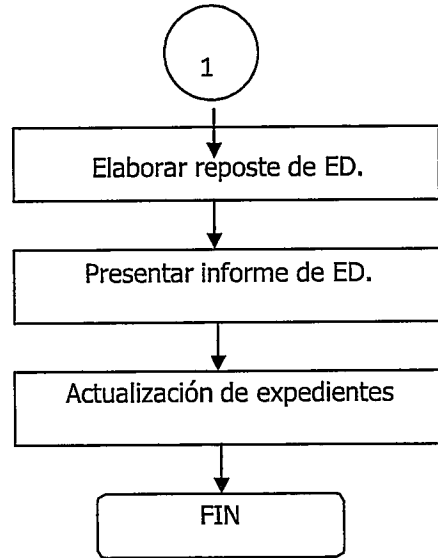 1
Elaborar reposte de ED.
Presentar informe de ED.
Actualización de expedientes
FIN